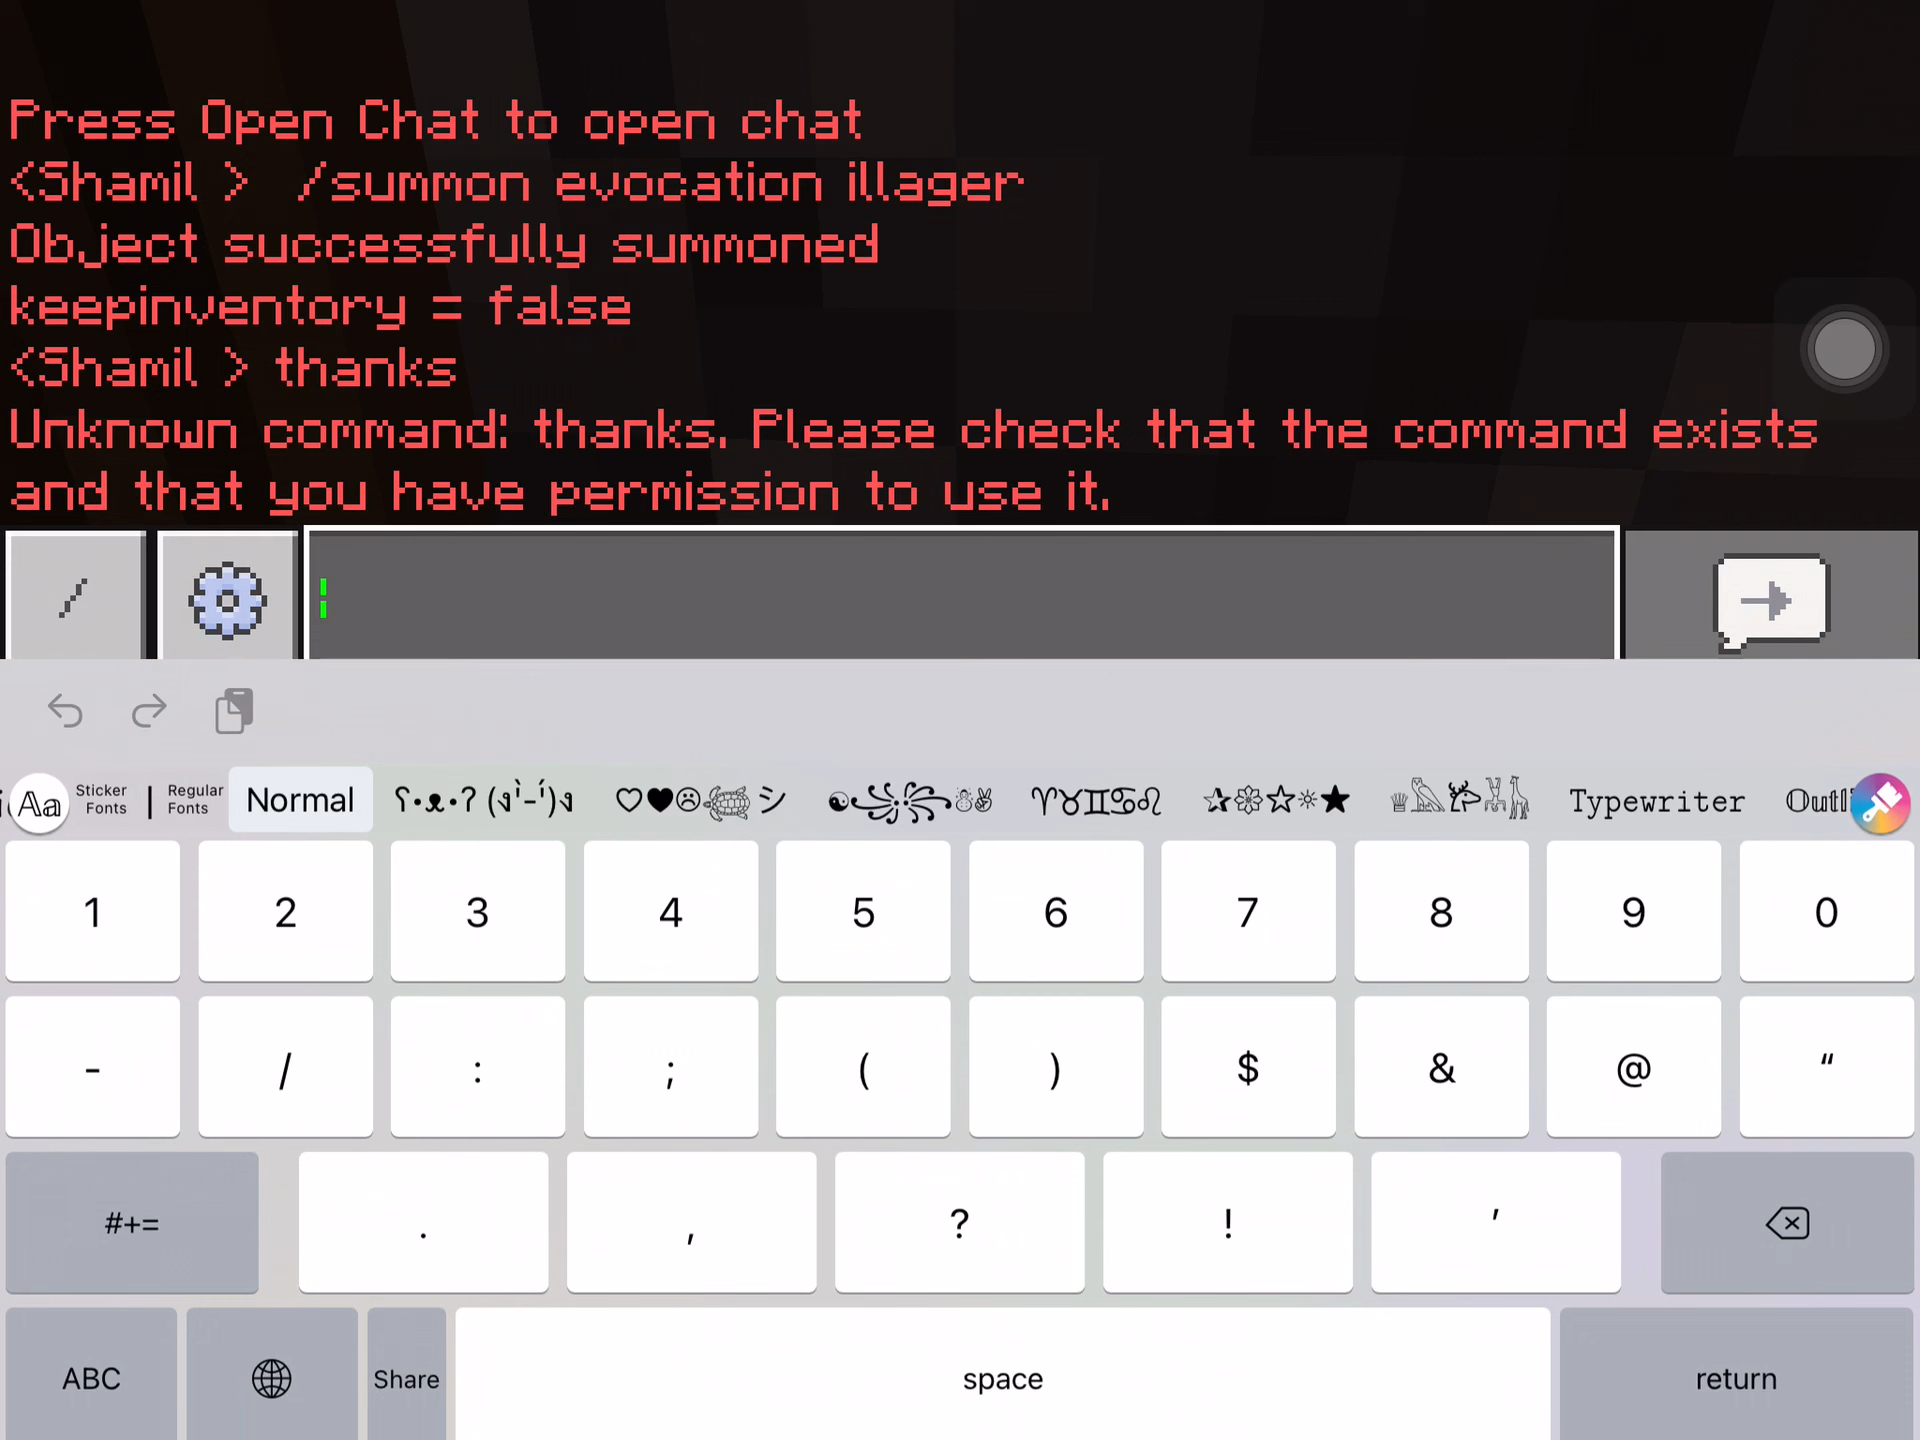 Press Open Chat to open chat
<Shamil > /summon evocation illager
Object successfully summoned
keepinventory = false
<Shamil > thanks
Unknown command: thanks. Please check that the command exists
and that you have permission to use it.
/
Aa Sticker Fonts | Regular Fonts Normal ʕ•ᴥ•ʔ ♡♥☹ シ ☯ ♈♉♊♋♌ Typewriter
1 2 3 4 5 6 7 8 9 0
- / : ; ( ) $ & @ “
#+= . , ? ! ’
ABC Share space return